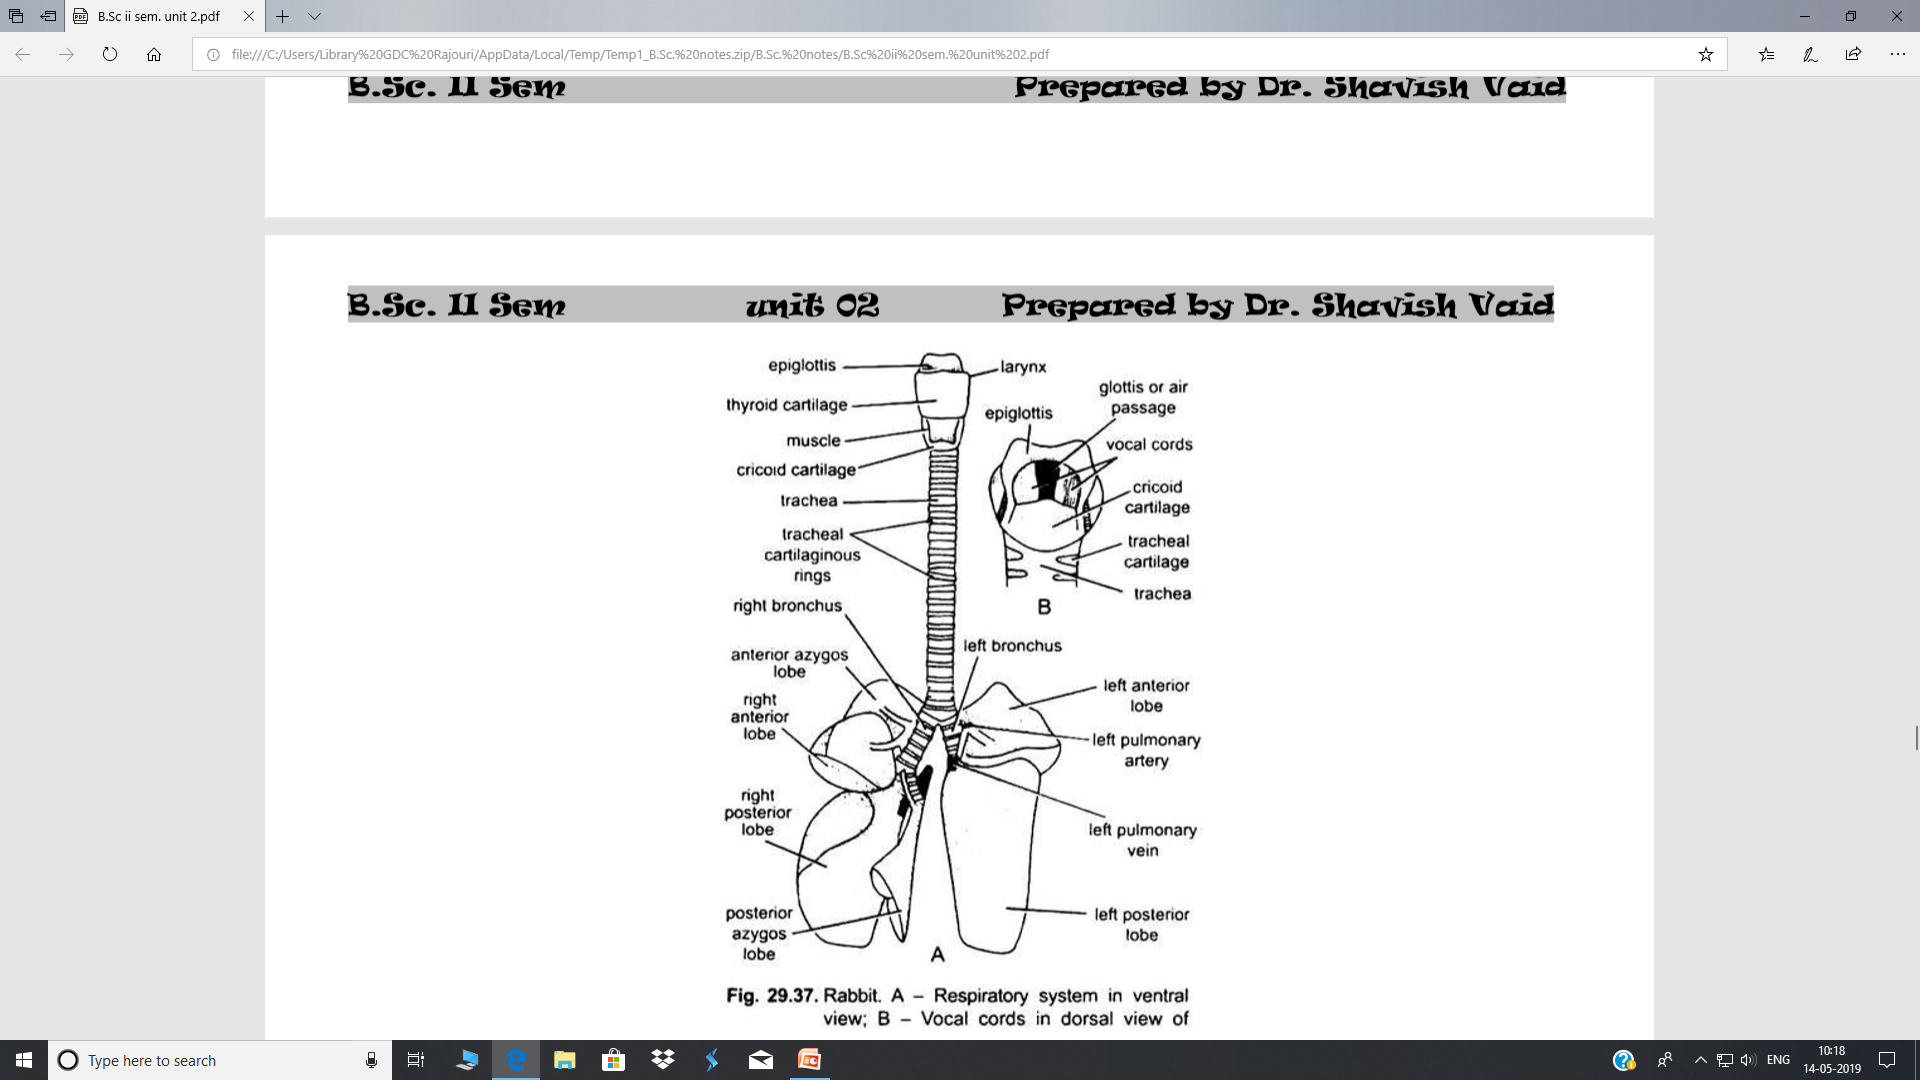 B.Sc ii sem. unit 2.pdf
file:///C:/Users/Library%20GDC%20Rajouri/AppData/Local/Temp/Temp1_B.Sc.%20notes.zip/B.Sc.%20notes/B.Sc%20ii%20sem.%20unit%202.pdf
B.Sc. II Sem Prepared by Dr. Shavish Vaid
B.Sc. II Sem unit 02 Prepared by Dr. Shavish Vaid
epiglottis
larynx
thyroid cartilage
muscle
cricoid cartilage
trachea
tracheal
cartilaginous
rings
right bronchus
anterior azygos
lobe
right
anterior
lobe
right
posterior
lobe
posterior
azygos
lobe
glottis or air
passage
epiglottis
vocal cords
cricoid
cartilage
tracheal
cartilage
trachea
B
left bronchus
left anterior
lobe
left pulmonary
artery
left pulmonary
vein
left posterior
lobe
A
Fig. 29.37. Rabbit. A – Respiratory system in ventral
view; B – Vocal cords in dorsal view of
Type here to search
ENG
10:18
14-05-2019